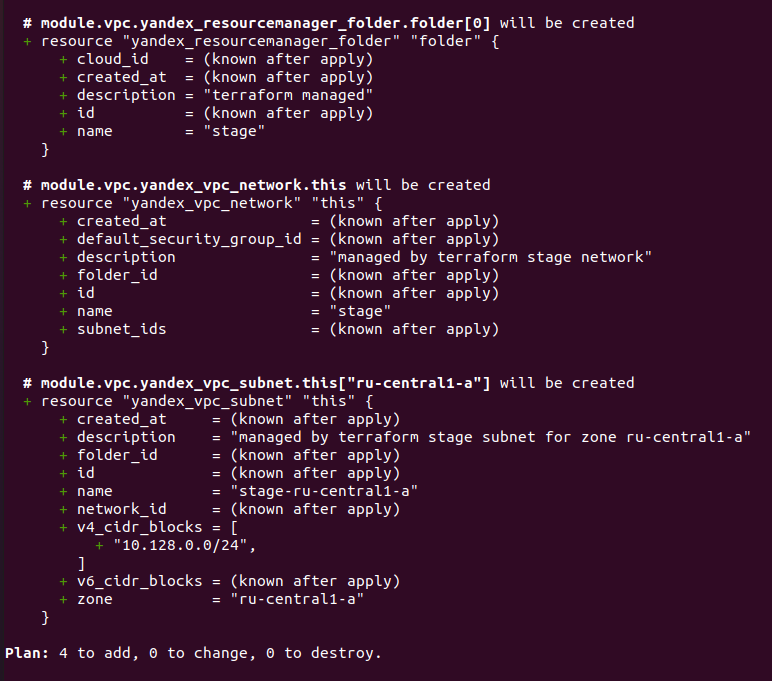 # module.vpc.yandex_resourcemanager_folder.folder[0] will be created
+ resource "yandex_resourcemanager_folder" "folder" {
+ cloud_id = (known after apply)
+ created_at = (known after apply)
+ description = "terraform managed"
+ id = (known after apply)
+ name = "stage"
}
# module.vpc.yandex_vpc_network.this will be created
+ resource "yandex_vpc_network" "this" {
+ created_at = (known after apply)
+ default_security_group_id = (known after apply)
+ description = "managed by terraform stage network"
+ folder_id = (known after apply)
+ id = (known after apply)
+ name = "stage"
+ subnet_ids = (known after apply)
}
# module.vpc.yandex_vpc_subnet.this["ru-central1-a"] will be created
+ resource "yandex_vpc_subnet" "this" {
+ created_at = (known after apply)
+ description = "managed by terraform stage subnet for zone ru-central1-a"
+ folder_id = (known after apply)
+ id = (known after apply)
+ name = "stage-ru-central1-a"
+ network_id = (known after apply)
+ v4_cidr_blocks = [
+ "10.128.0.0/24",
]
+ v6_cidr_blocks = (known after apply)
+ zone = "ru-central1-a"
}
Plan: 4 to add, 0 to change, 0 to destroy.